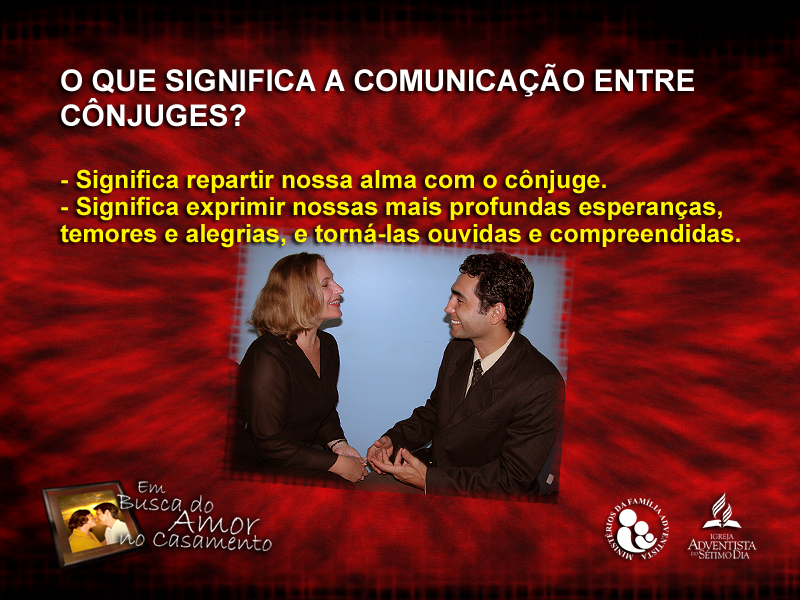 O QUE SIGNIFICA A COMUNICAÇÃO ENTRE
CÔNJUGES?
- Significa repartir nossa alma com o cônjuge.
- Significa exprimir nossas mais profundas esperanças,
temores e alegrias, e torná-las ouvidas e compreendidas.
Em
Busca do
Amor
no Casamento
MINISTÉRIOS DA FAMÍLIA ADVENTISTA
IGREJA
ADVENTISTA
DO SÉTIMO DIA